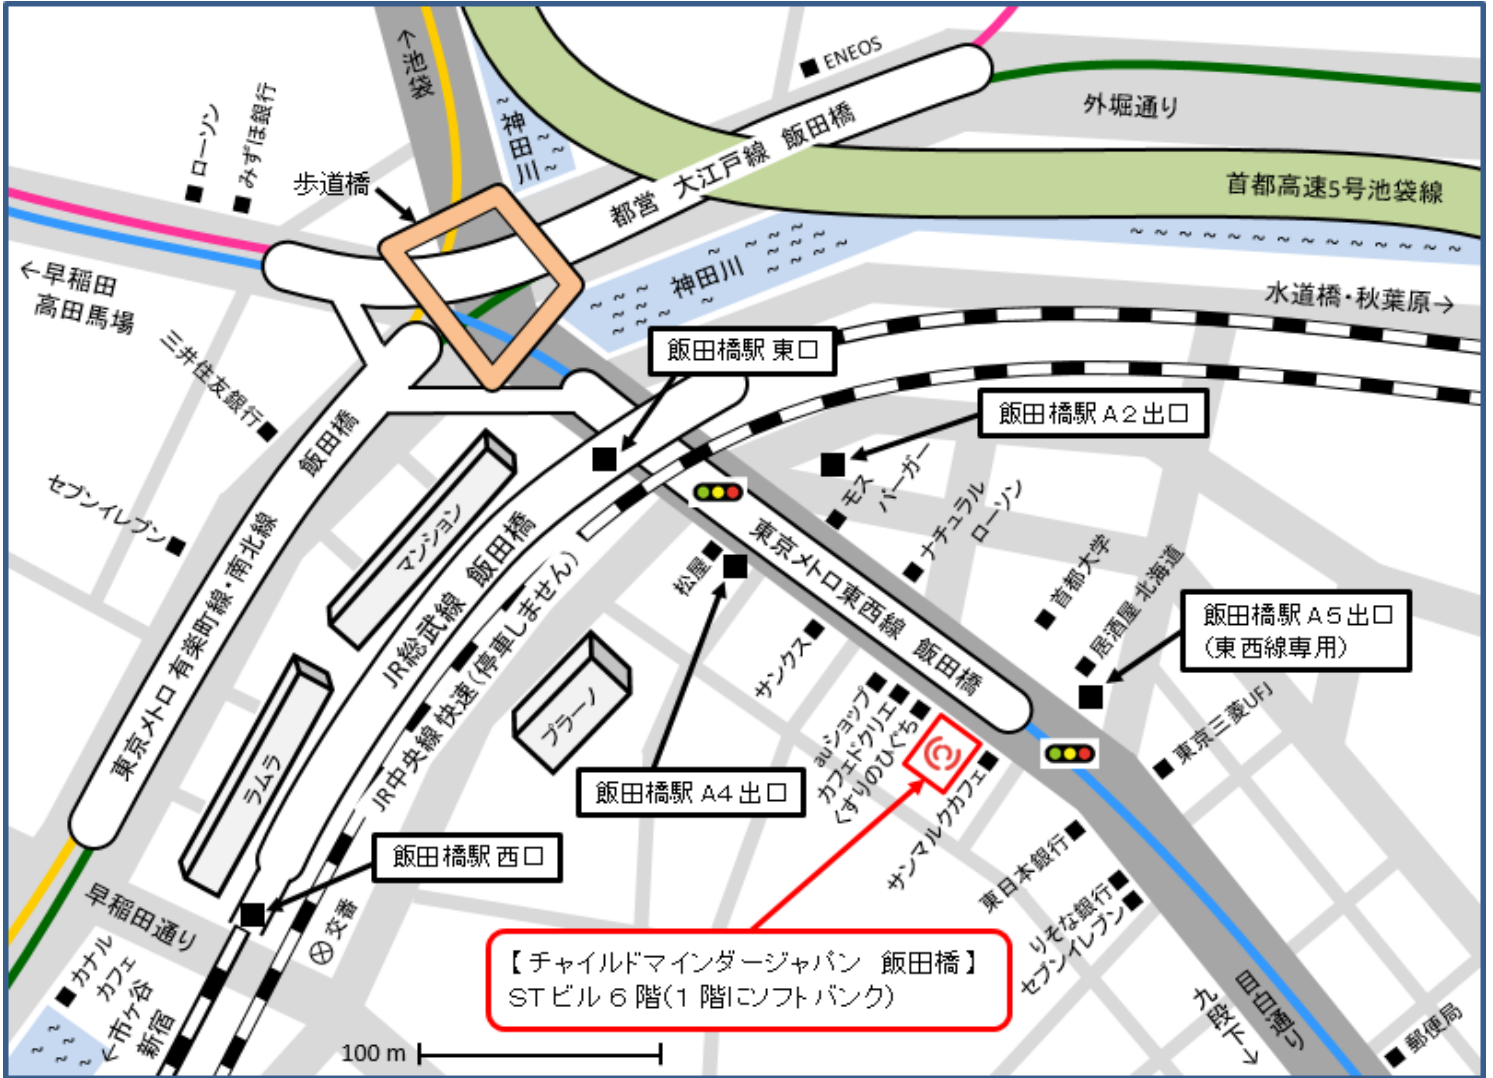 ↑池袋
ENEOS
外堀通り
ローソン
みずほ銀行
神田川
歩道橋
都営 大江戸線 飯田橋
首都高速5号池袋線
←早稲田
高田馬場
神田川
水道橋・秋葉原→
三井住友銀行
飯田橋駅 東口
飯田橋駅 A2出口
セブンイレブン
東京メトロ 有楽町線・南北線 飯田橋
マンション
JR総武線 飯田橋
JR中央線 快速(停車しません)
モス
バーガー
ナチュラル
ローソン
東京メトロ東西線 飯田橋
松屋
首都大学
居酒屋 北海道
飯田橋駅 A5出口
(東西線専用)
サンクス
プラーノ
ラムラ
auショップ
カフェドクリエ
くすりのひぐち
サンマルクカフェ
東京三菱UFJ
飯田橋駅 A4出口
飯田橋駅 西口
東日本銀行
りそな銀行
セブンイレブン
早稲田通り
交番
カナル
カフェ
←市ヶ谷
新宿
【チャイルドマインダージャパン 飯田橋】
STビル6階(1階にソフトバンク)
目白通り
九段下→
郵便局
100 m